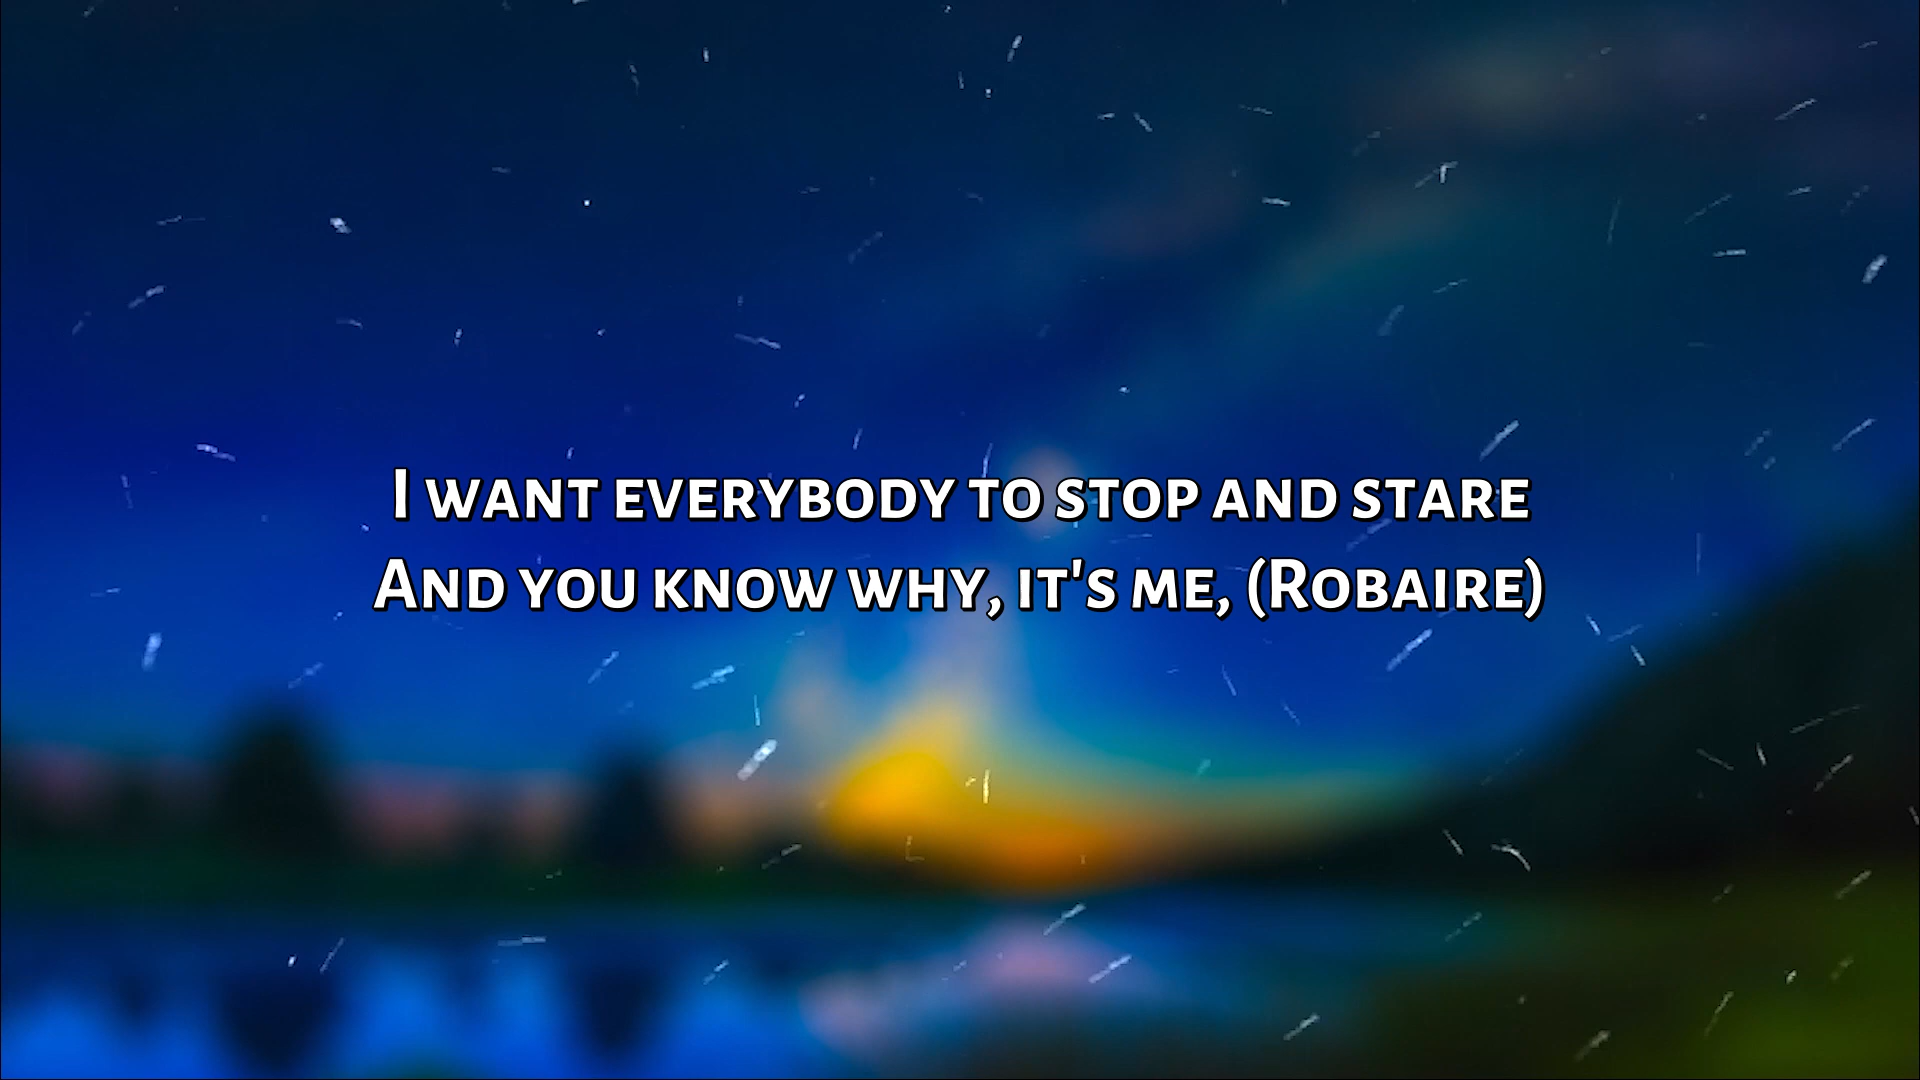 I want everybody to stop and stare
And you know why, it's me, (Robaire)